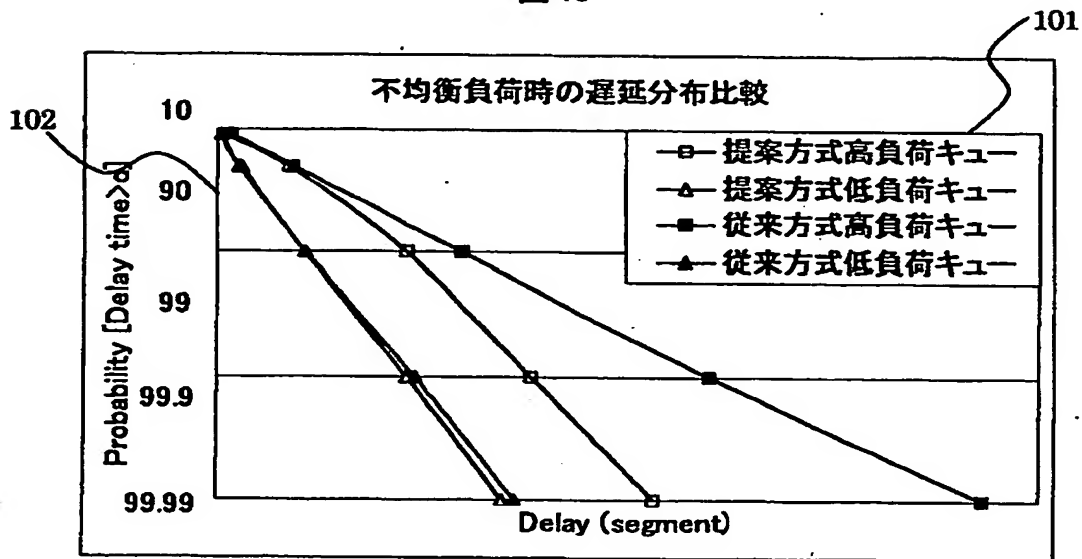 101
不均衡負荷時の遅延分布比較
102
10
90
99
99.9
99.99
Probability [Delay time>d]
提案方式高負荷キュー
提案方式低負荷キュー
従来方式高負荷キュー
従来方式低負荷キュー
Delay (segment)